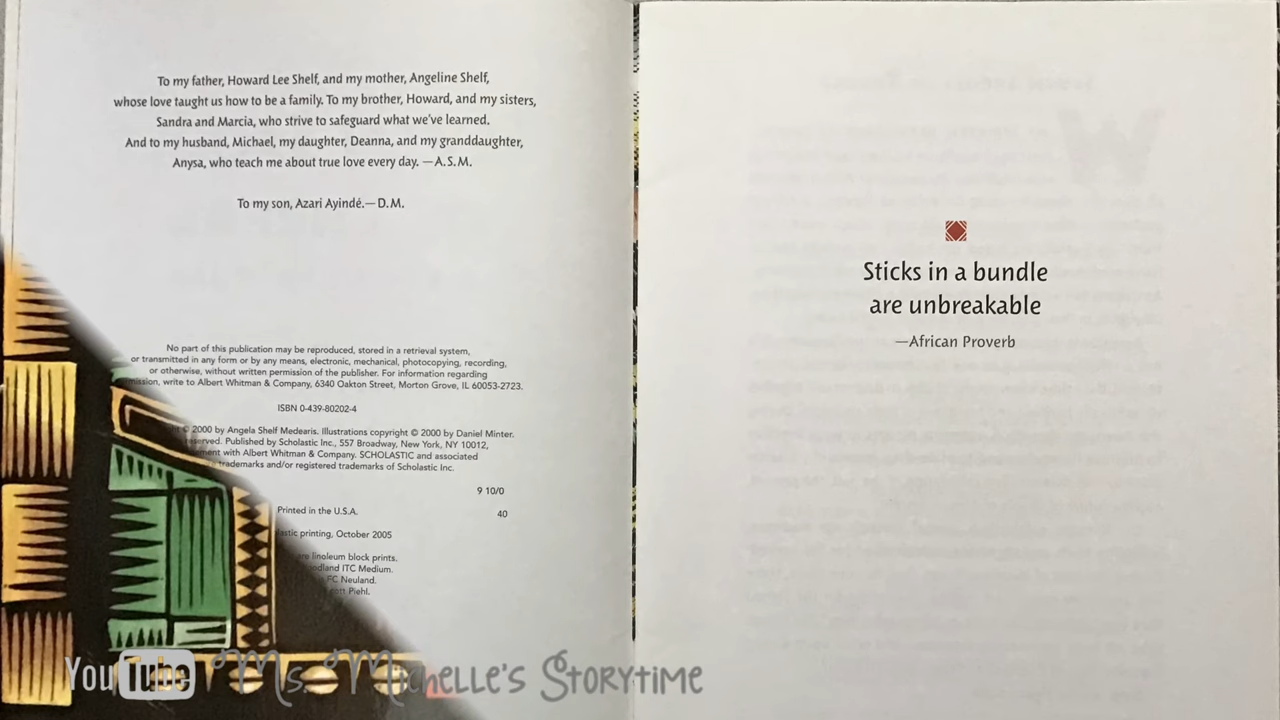 To my father, Howard Lee Shelf, and my mother, Angeline Shelf,
whose love taught us how to be a family. To my brother, Howard, and my sisters,
Sandra and Marcia, who strive to safeguard what we've learned.
And to my husband, Michael, my daughter, Deanna, and my granddaughter,
Anysa, who teach me about true love every day. —A.S.M.
To my son, Azari Ayindé.—D.M.
No part of this publication may be reproduced, stored in a retrieval system,
or transmitted in any form or by any means, electronic, mechanical, photocopying, recording,
or otherwise, without written permission of the publisher. For information regarding
write to Albert Whitman & Company, 6340 Oakton Street, Morton Grove, IL 60053-2723.
ISBN 0-439-80202-4
© 2000 by Angela Shelf Medearis. Illustrations copyright © 2000 by Daniel Minter.
Published by Scholastic Inc., 557 Broadway, New York, NY 10012,
with Albert Whitman & Company. SCHOLASTIC and associated
trademarks and/or registered trademarks of Scholastic Inc.
9 10/0
Printed in the U.S.A. 40
printing, October 2005
linoleum block prints.
ITC Medium.
FC Neuland.
Piehl.
Sticks in a bundle
are unbreakable
—African Proverb
YouTube Ms. Michelle's Storytime